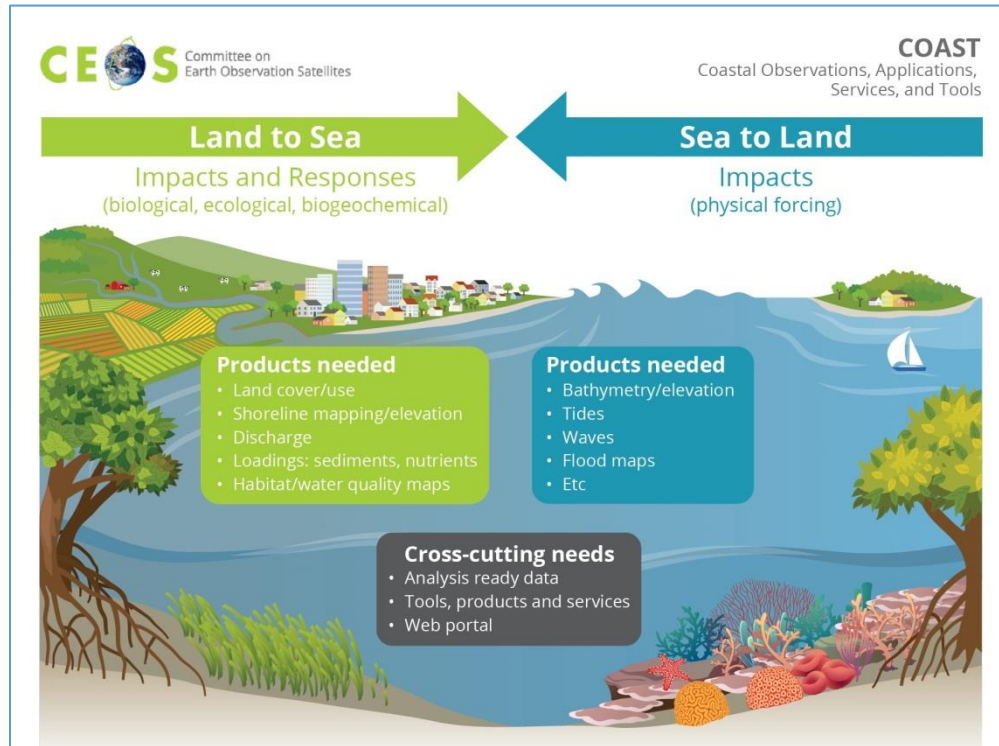 CEOS
Committee on
Earth Observation Satellites
COAST
Coastal Observations, Applications,
Services, and Tools
Land to Sea
Impacts and Responses
(biological, ecological, biogeochemical)
Sea to Land
Impacts
(physical forcing)
Products needed
• Land cover/use
• Shoreline mapping/elevation
• Discharge
• Loadings: sediments, nutrients
• Habitat/water quality maps
Products needed
• Bathymetry/elevation
• Tides
• Waves
• Flood maps
• Etc
Cross-cutting needs
• Analysis ready data
• Tools, products and services
• Web portal